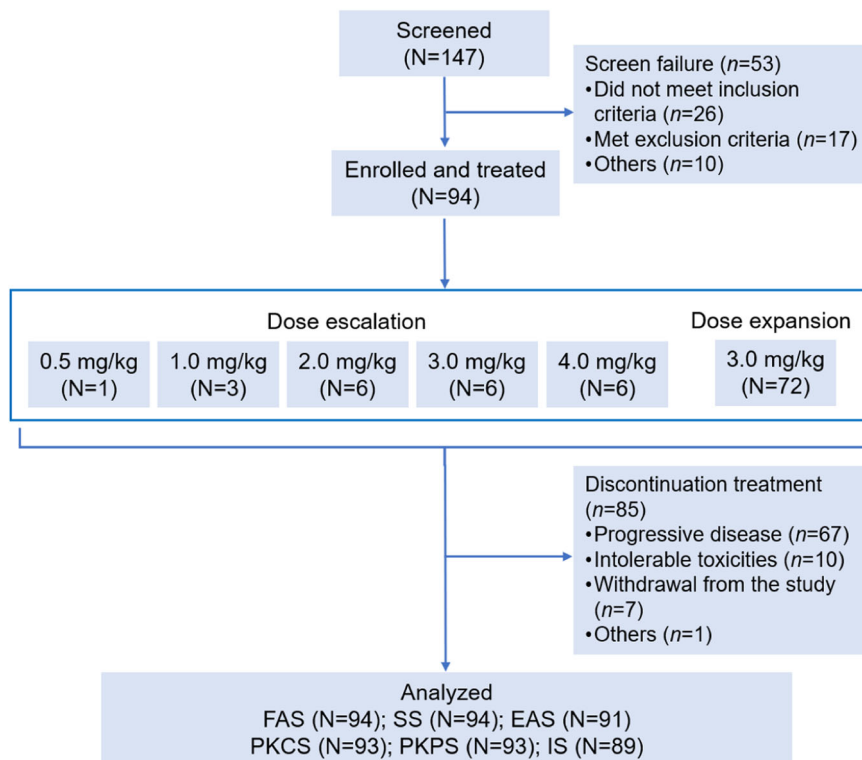 Screened
(N=147)
Screen failure (n=53)
•Did not meet inclusion
criteria (n=26)
•Met exclusion criteria (n=17)
•Others (n=10)
Enrolled and treated
(N=94)
Dose escalation
Dose expansion
0.5 mg/kg
(N=1)
1.0 mg/kg
(N=3)
2.0 mg/kg
(N=6)
3.0 mg/kg
(N=6)
4.0 mg/kg
(N=6)
3.0 mg/kg
(N=72)
Discontinuation treatment
(n=85)
•Progressive disease (n=67)
•Intolerable toxicities (n=10)
•Withdrawal from the study
(n=7)
•Others (n=1)
Analyzed
FAS (N=94); SS (N=94); EAS (N=91)
PKCS (N=93); PKPS (N=93); IS (N=89)